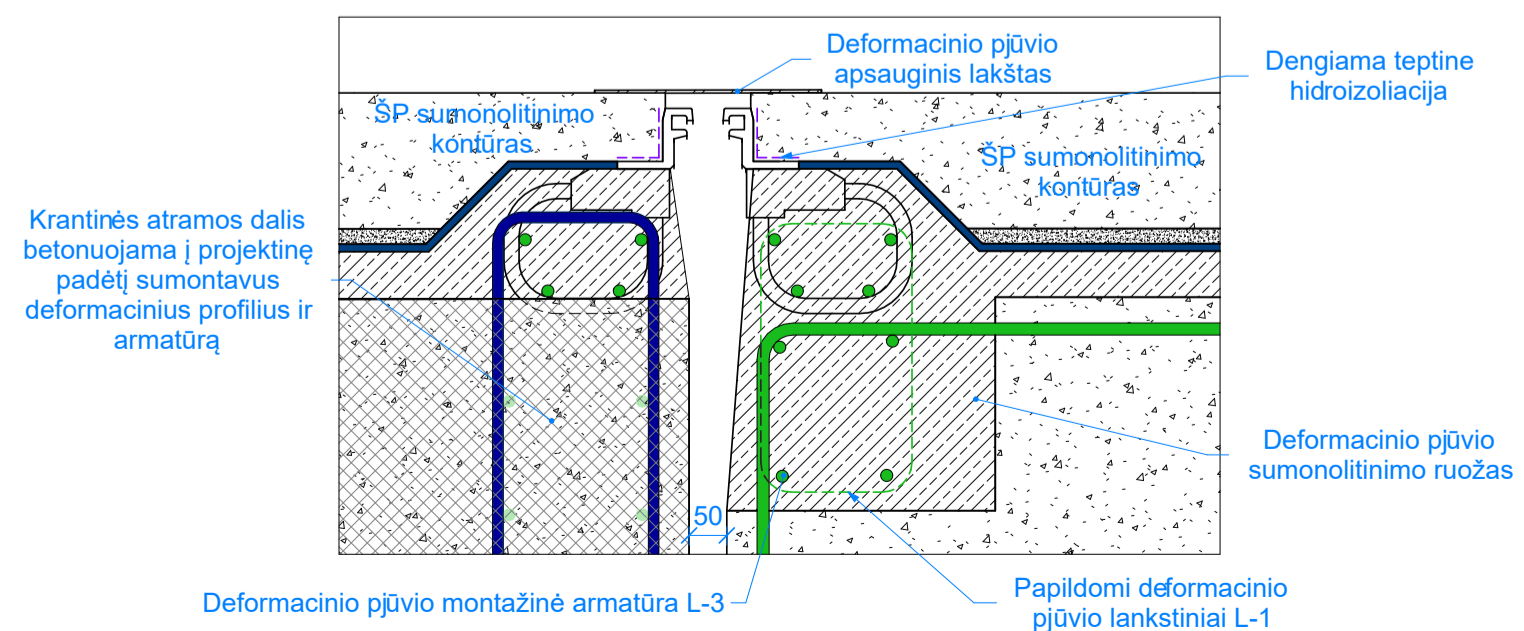 Deformacinio pjūvio
apsauginis lakštas
Dengiama teptine
hidroizoliacija
ŠP sumonolitinimo
kontūras
ŠP sumonolitinimo
kontūras
Krantinės atramos dalis
betonuojama į projektinę
padėtį sumontavus
deformacinius profilius ir
armatūrą
Deformacinio pjūvio
sumonolitinimo ruožas
50
Deformacinio pjūvio montažinė armatūra L-3
Papildomi deformacinio
pjūvio lankstiniai L-1